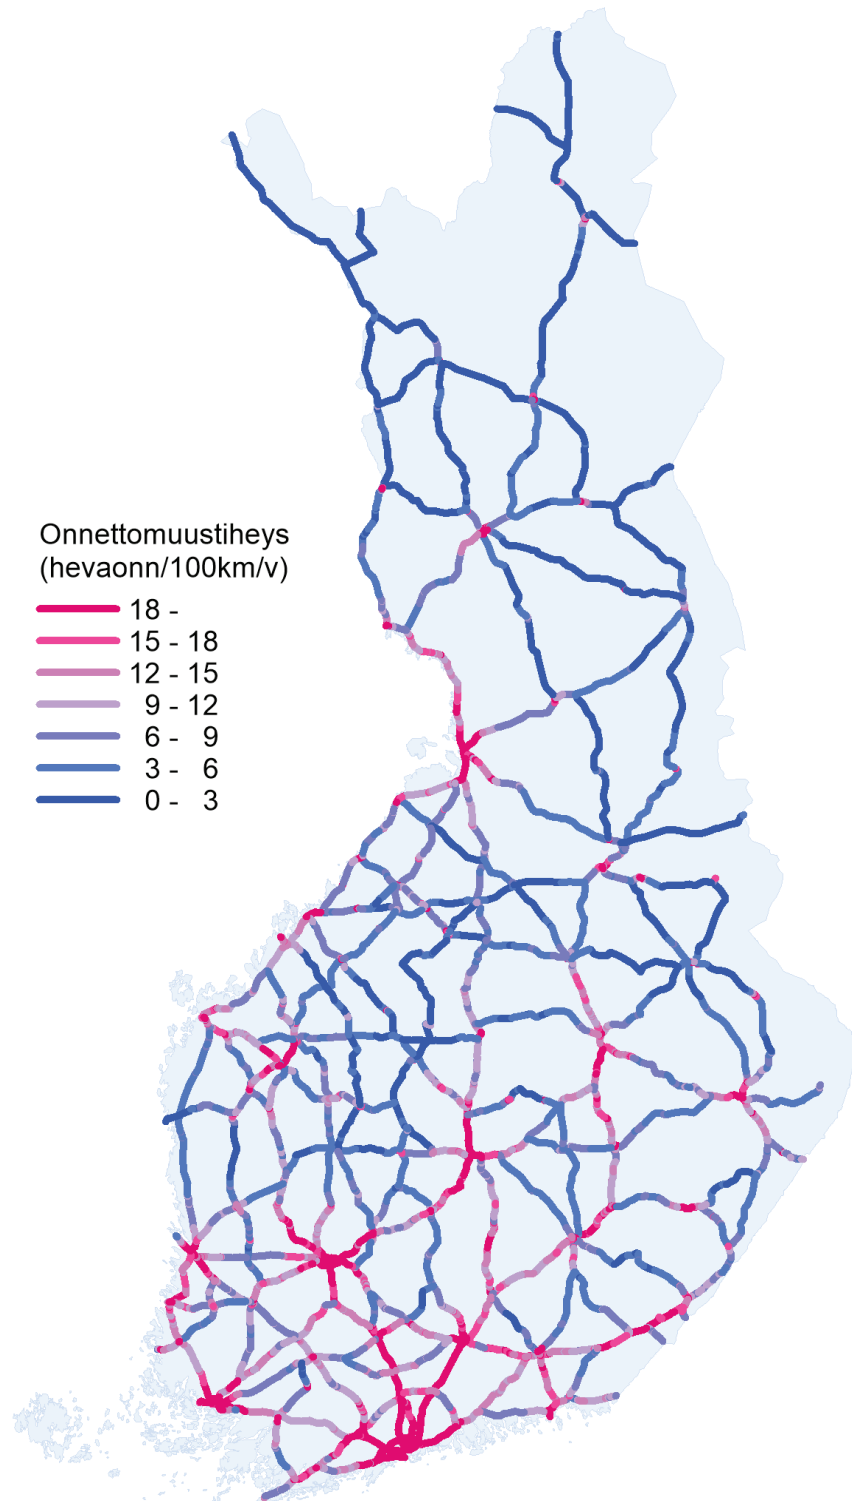 Onnettomuustiheys
(hevaonn/100km/v)
18 -
15 - 18
12 - 15
9 - 12
6 - 9
3 - 6
0 - 3